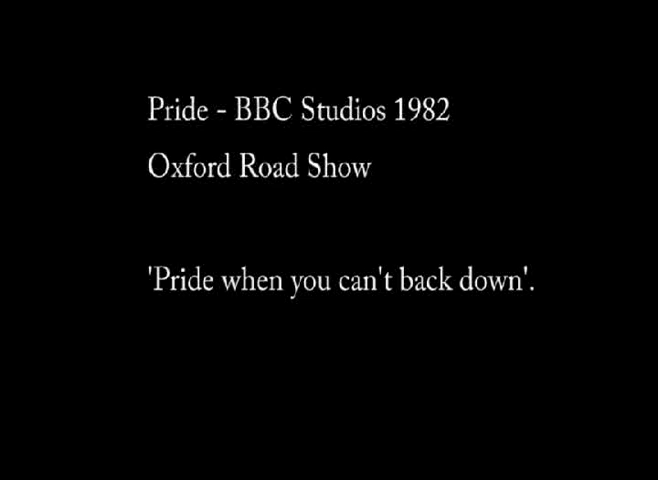 Pride - BBC Studios 1982
Oxford Road Show
'Pride when you can't back down'.